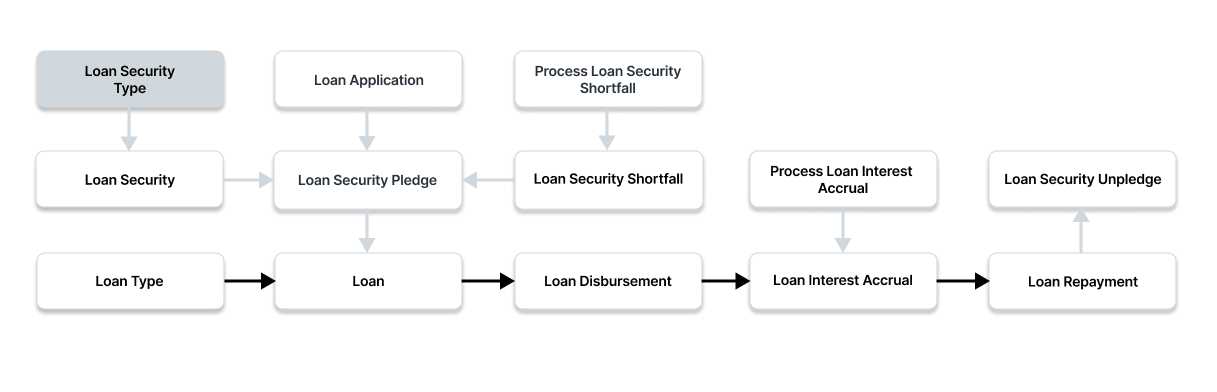 Loan Security
Type
Loan Application
Process Loan Security
Shortfall
Loan Security
Loan Security Pledge
Loan Security Shortfall
Process Loan Interest
Accrual
Loan Security Unpledge
Loan Type
Loan
Loan Disbursement
Loan Interest Accrual
Loan Repayment